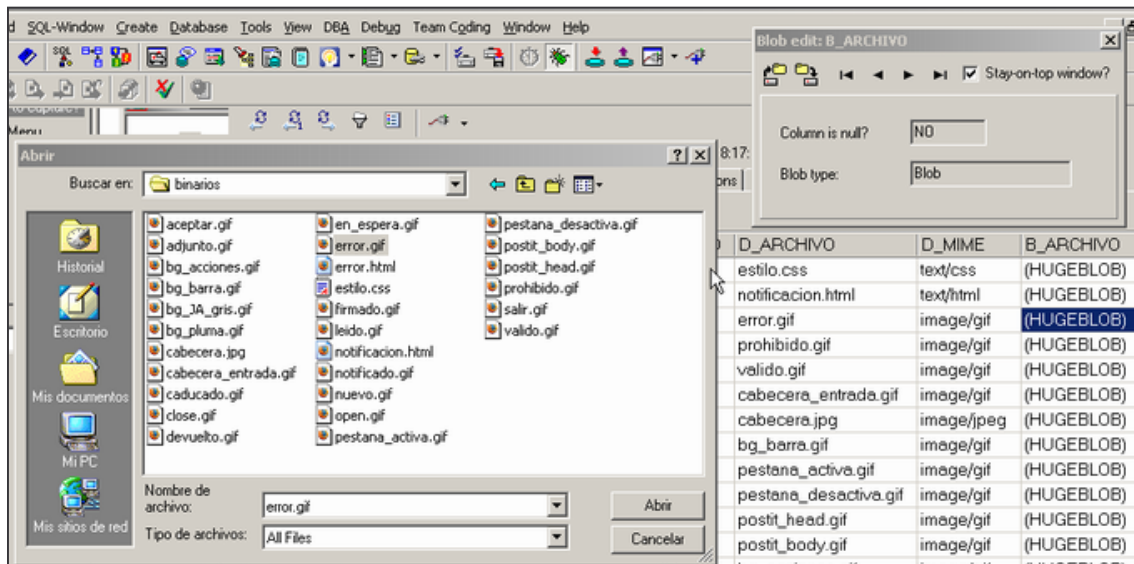 SQL-Window Create Database Tools View DBA Debug Team Coding Window Help
Blob edit: B_ARCHIVO
Stay-on-top window?
Column is null? NO
Blob type: Blob
Menu
8:17:
Abrir
Buscar en: binarios
Historial
Escritorio
Mis documentos
Mi PC
Mis sitios de red
aceptar.gif
adjunto.gif
bg_acciones.gif
bg_barra.gif
bg_JA_gris.gif
bg_pluma.gif
cabecera.jpg
cabecera_entrada.gif
caducado.gif
close.gif
devuelto.gif
en_espera.gif
error.gif
error.html
estilo.css
firmado.gif
leido.gif
notificacion.html
notificado.gif
nuevo.gif
open.gif
pestana_activa.gif
pestana_desactiva.gif
postit_body.gif
postit_head.gif
prohibido.gif
salir.gif
valido.gif
Nombre de
archivo: error.gif Abrir
Tipo de archivos: All Files Cancelar
D_ARCHIVO D_MIME B_ARCHIVO
estilo.css text/css (HUGEBLOB)
notificacion.html text/html (HUGEBLOB)
error.gif image/gif (HUGEBLOB)
prohibido.gif image/gif (HUGEBLOB)
valido.gif image/gif (HUGEBLOB)
cabecera_entrada.gif image/gif (HUGEBLOB)
cabecera.jpg image/jpeg (HUGEBLOB)
bg_barra.gif image/gif (HUGEBLOB)
pestana_activa.gif image/gif (HUGEBLOB)
pestana_desactiva.gif image/gif (HUGEBLOB)
postit_head.gif image/gif (HUGEBLOB)
postit_body.gif image/gif (HUGEBLOB)